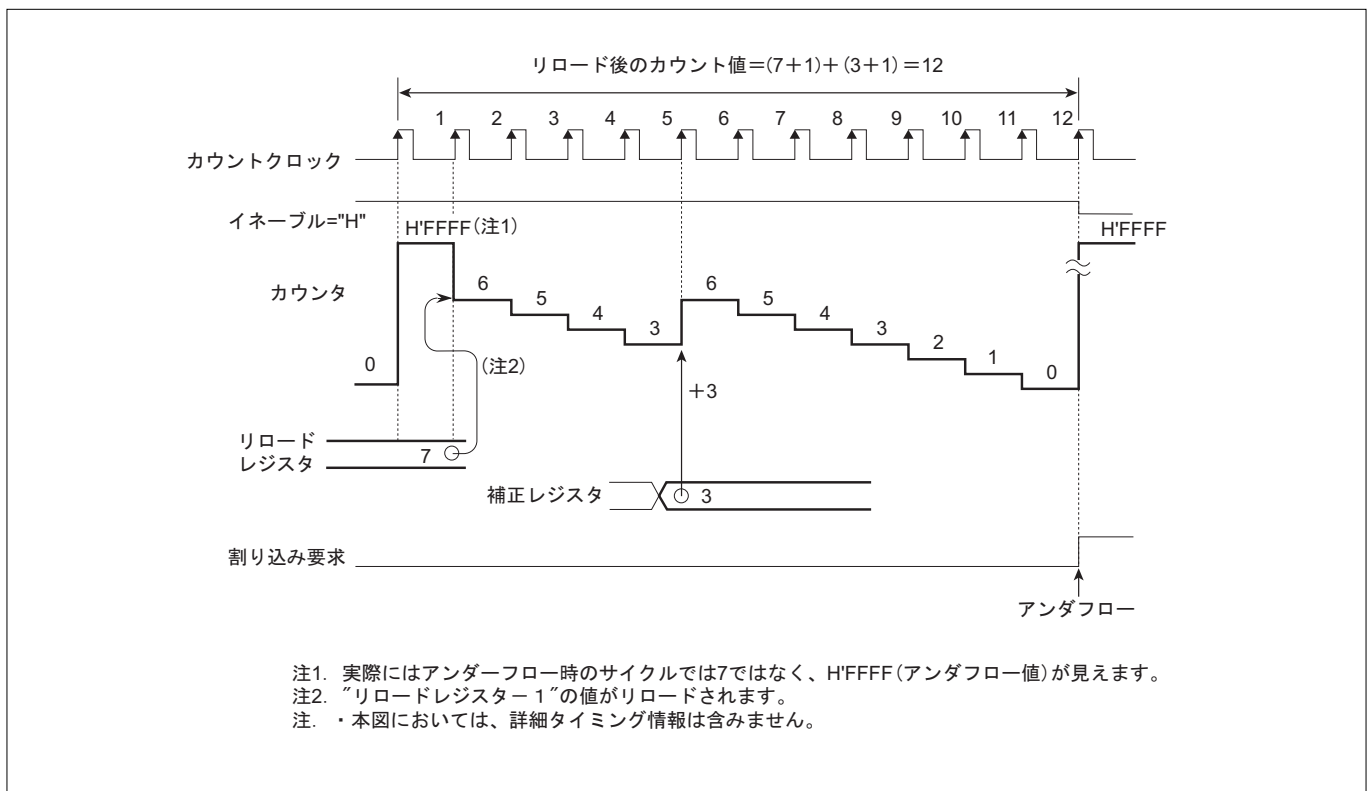 リロード後のカウント値＝(7＋1)＋(3＋1)＝12
1 2 3 4 5 6 7 8 9 10 11 12
カウントクロック
イネーブル="H"
H'FFFF(注1)
H'FFFF
カウンタ
0
6
5
4
3
6
5
4
3
2
1
0
(注2)
＋3
リロード
レジスタ
7
補正レジスタ
3
割り込み要求
アンダフロー
注1. 実際にはアンダーフロー時のサイクルでは7ではなく、H'FFFF(アンダフロー値)が見えます。
注2. ″リロードレジスタ－１″の値がリロードされます。
注. ・本図においては、詳細タイミング情報は含みません。